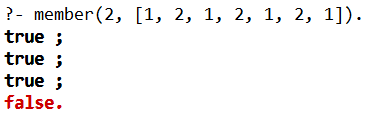 ?- member(2, [1, 2, 1, 2, 1, 2, 1]).
true ;
true ;
true ;
false.